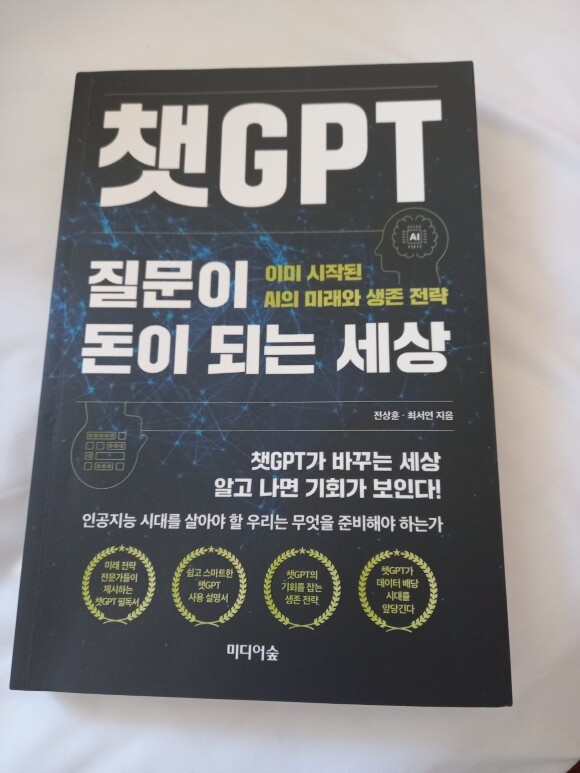 챗GPT
AI
질문이
이미 시작된
AI의 미래와 생존 전략
돈이 되는 세상
전상훈 · 최서연 지음
챗GPT가 바꾸는 세상
알고 나면 기회가 보인다!
인공지능 시대를 살아야 할 우리는 무엇을 준비해야 하는가
미래 전략
전문가들이
제시하는
챗GPT 필독서
쉽고 스마트한
챗GPT
사용 설명서
챗GPT의
기회를 잡는
생존 전략
챗GPT가
데이터 배당
시대를
앞당긴다
미디어숲